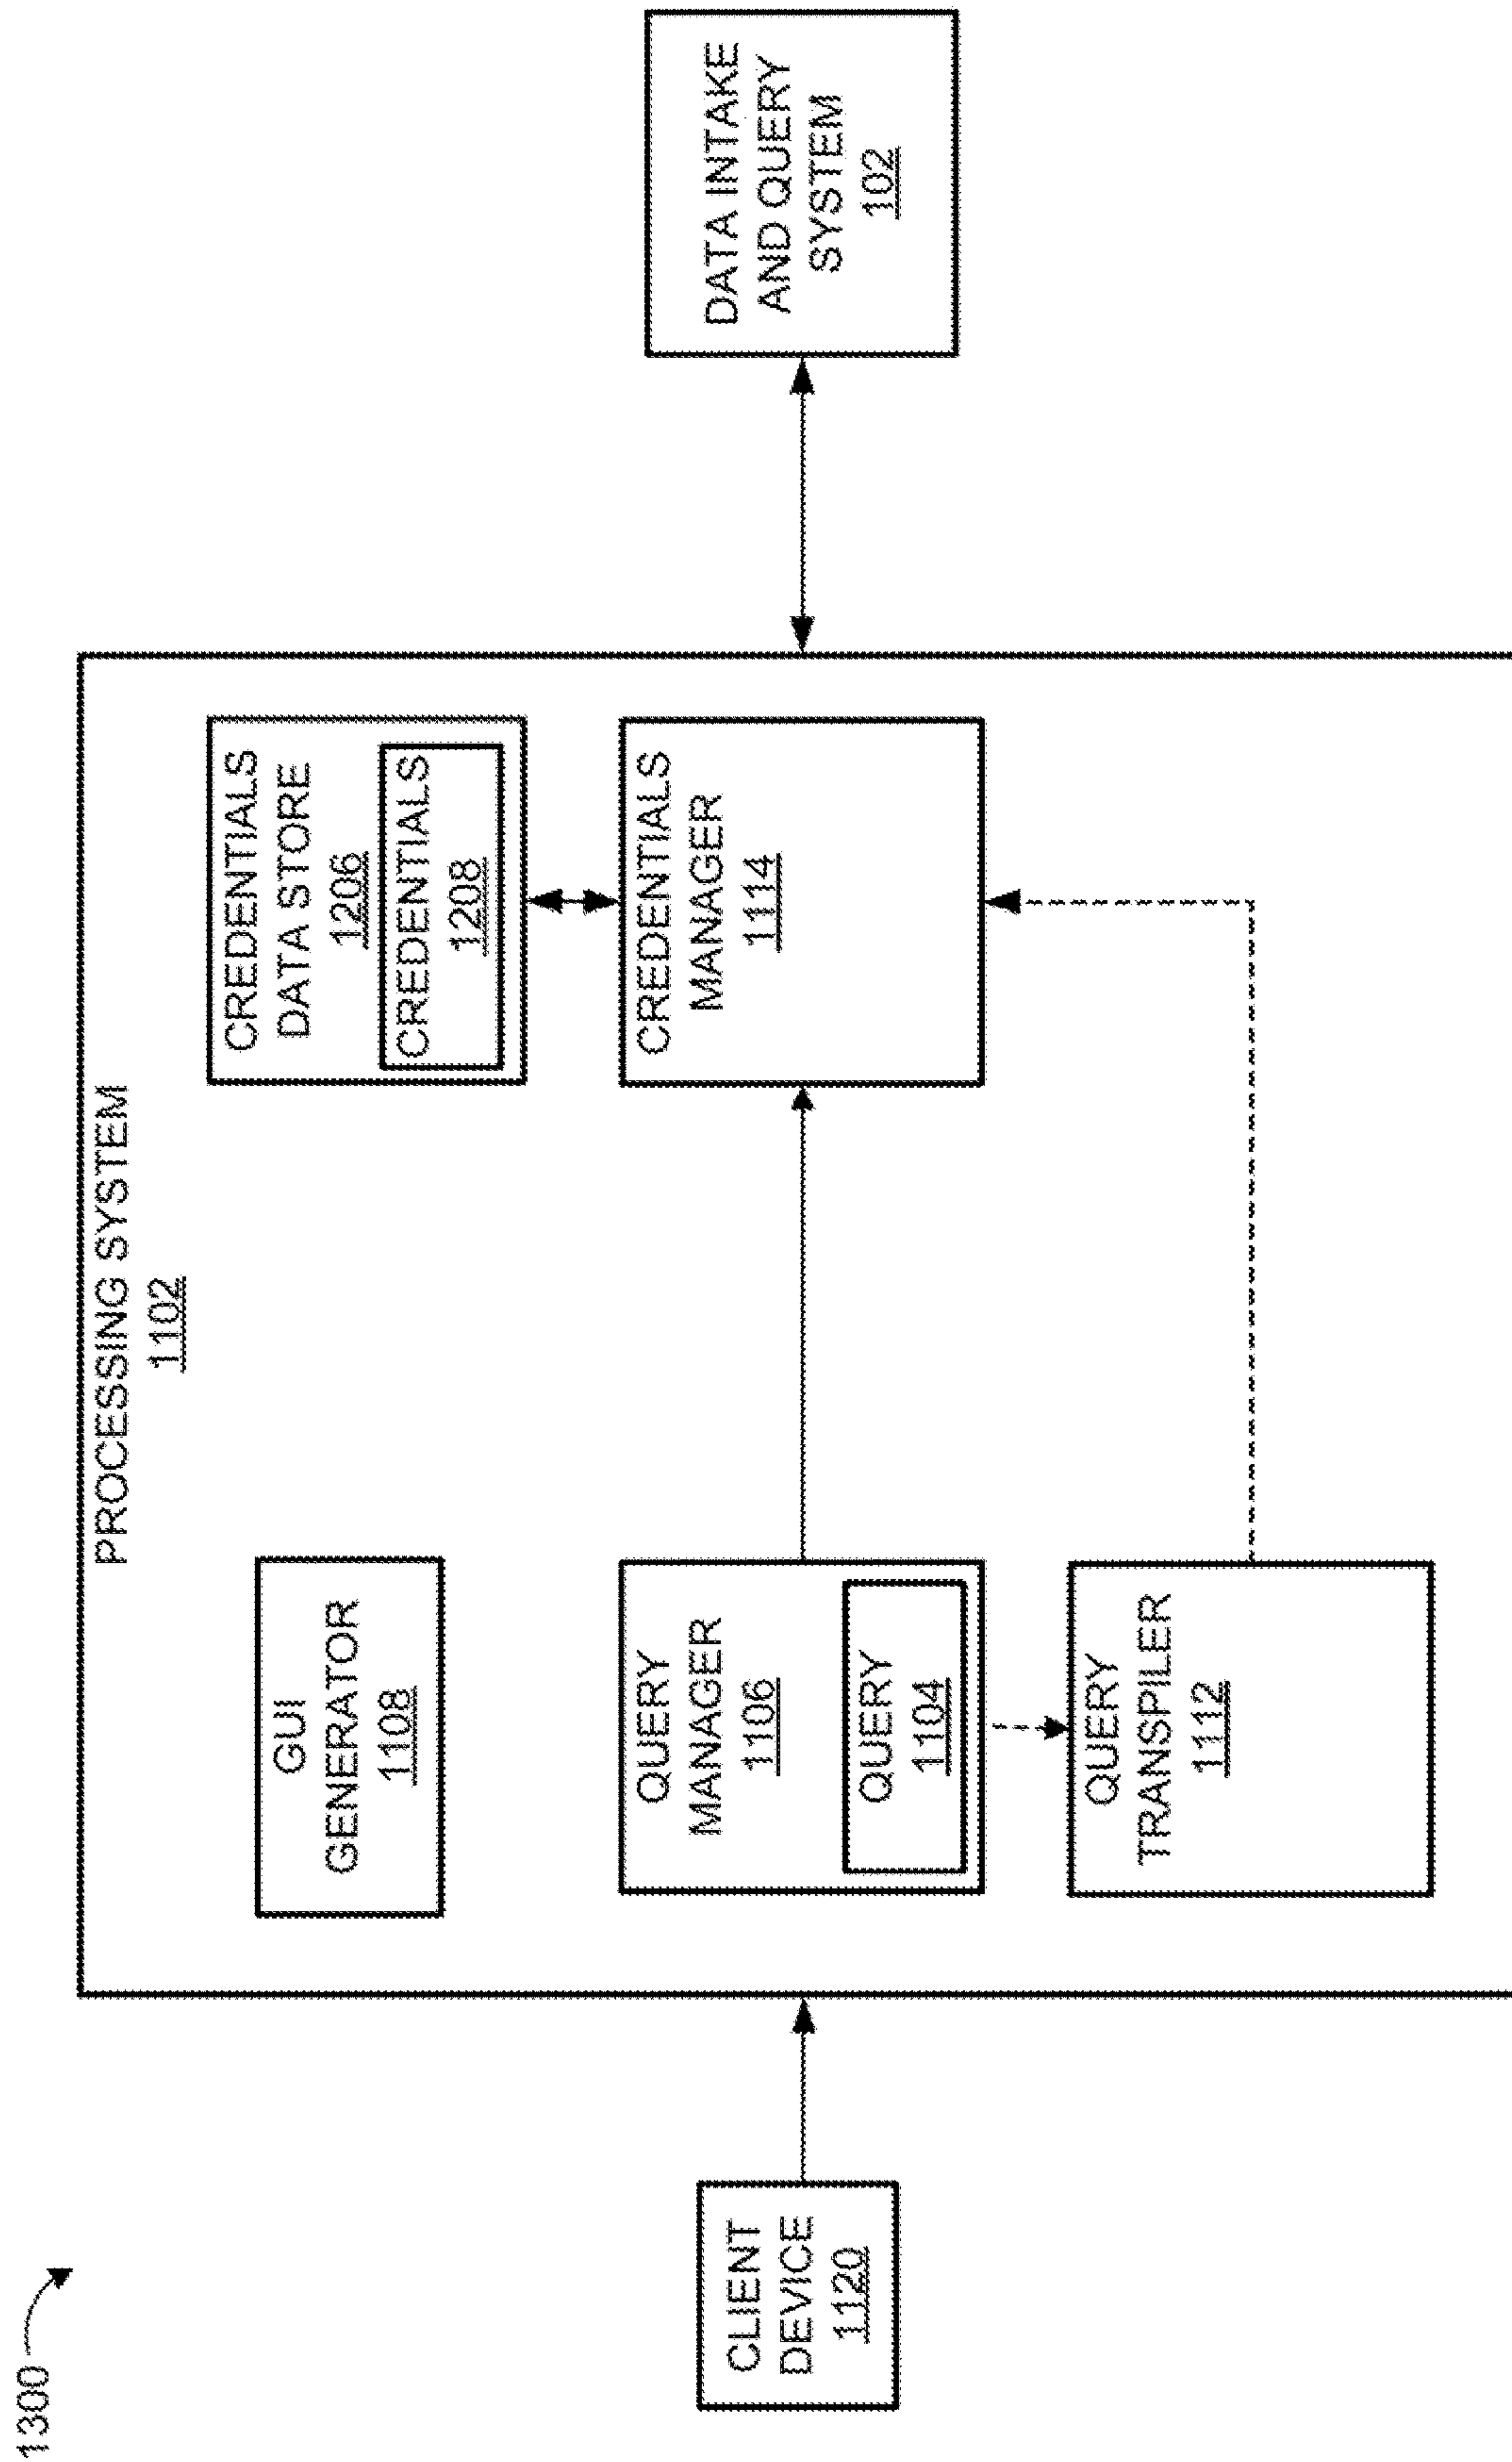 1300
PROCESSING SYSTEM
1102
CLIENT
DEVICE
1120
GUI
GENERATOR
1108
QUERY
MANAGER
1106
QUERY
1104
QUERY
TRANSPILER
1112
CREDENTIALS
DATA STORE
1206
CREDENTIALS
1208
CREDENTIALS
MANAGER
1114
DATA INTAKE
AND QUERY
SYSTEM
102